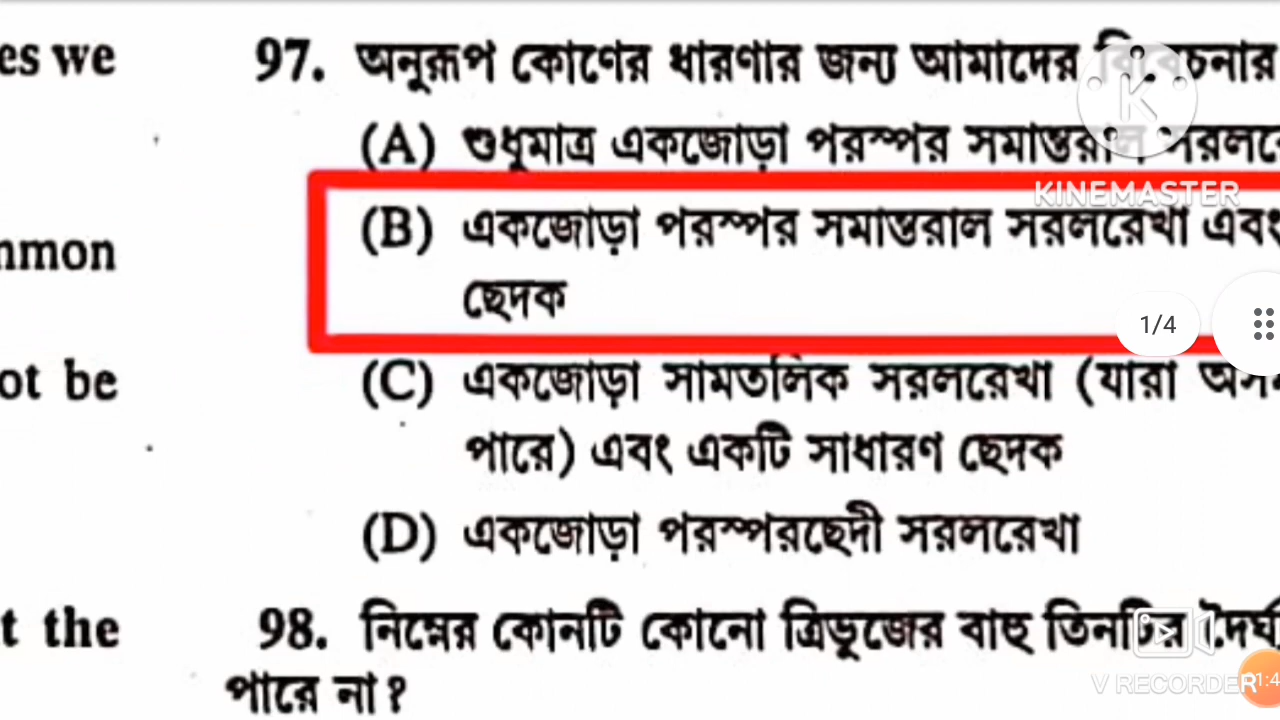 es we
97. অনুরূপ কোণের ধারণার জন্য আমাদের
(A) শুধুমাত্র একজোড়া পরস্পর সমান্তরাল
KINEMASTER
mmon
(B) একজোড়া পরস্পর সমান্তরাল সরলরেখা এবং
ছেদক
1/4
ot be
(C) একজোড়া সামতলিক সরলরেখা (যারা
পারে) এবং একটি সাধারণ ছেদক
(D) একজোড়া পরস্পরছেদী সরলরেখা
t the
98. নিম্নের কোনটি কোনো ত্রিভুজের বাহু তিনটির
পারে না?
V RECORDER